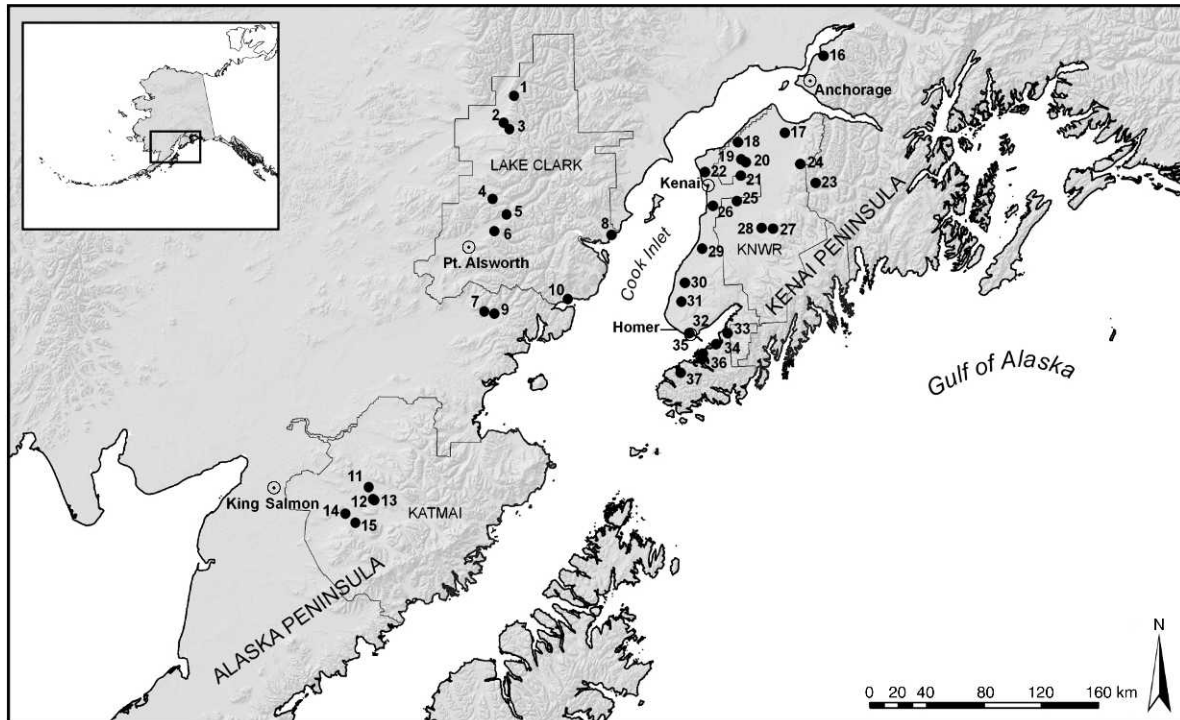 16
Anchorage
1
2
3
17
18
LAKE CLARK
19
20
24
22
21
Kenai
23
4
25
5
26
6
8
28
27
KNWR
Pt. Alsworth
29
Cook Inlet
KENAI PENINSULA
10
30
7
9
31
32
Homer
33
35
34
36
37
Gulf of Alaska
11
King Salmon
12
13
14
KATMAI
15
ALASKA PENINSULA
N
0 20 40 80 120 160 km